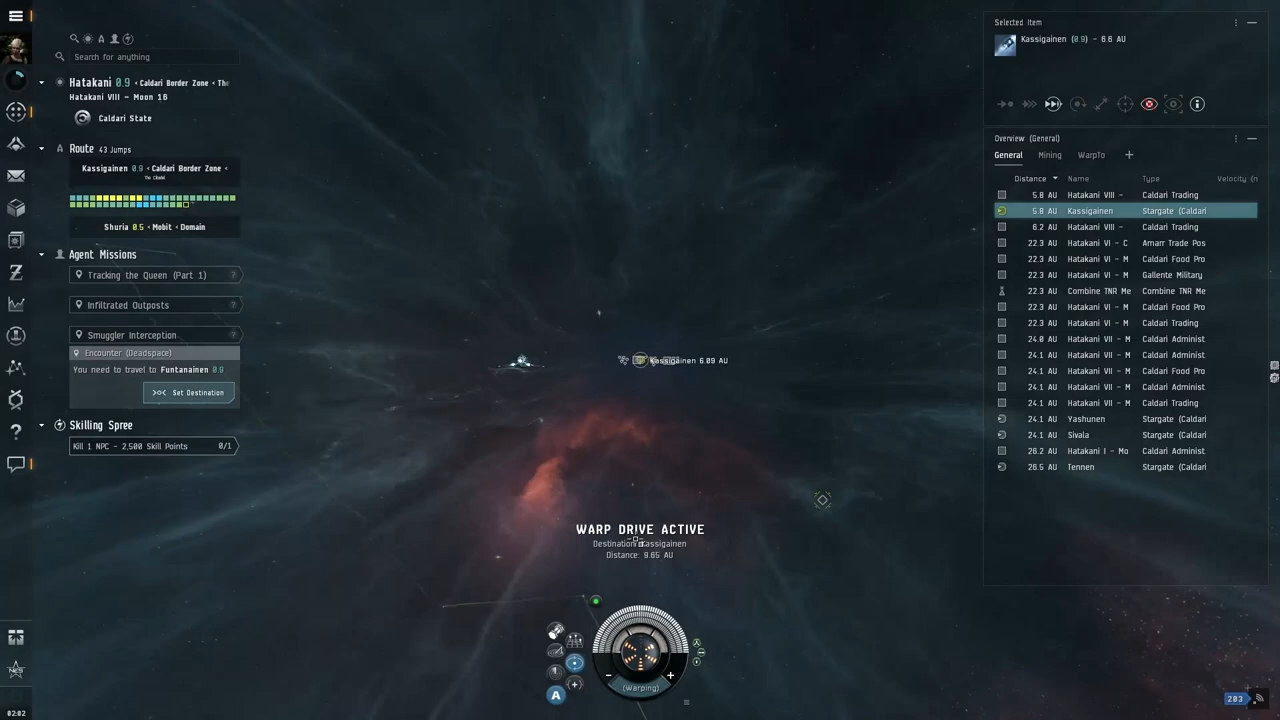 Search for anything
Hatakani 0.9 < Caldari Border Zone < The
Hatakani VIII - Moon 16
Caldari State
Route 43 Jumps
Kassigainen 0.9 < Caldari Border Zone <
The Citadel
Shuria 0.5 < Mobit < Domain
Agent Missions
Tracking the Queen (Part 1) ?
Infiltrated Outposts ?
Smuggler Interception ?
Encounter (Deadspace)
You need to travel to Funtanainen 0.9
Set Destination
Skilling Spree
Kill 1 NPC - 2,500 Skill Points 0/1
02:02
Kassigainen 6.09 AU
WARP DRIVE ACTIVE
Destination: Kassigainen
Distance: 9.65 AU
A
(Warping)
Selected Item
Kassigainen (0.9) - 6.6 AU
Overview (General)
General Mining WarpTo +
Distance Name Type Velocity (m
5.8 AU Hatakani VIII - Caldari Trading
5.8 AU Kassigainen Stargate (Caldari
6.2 AU Hatakani VIII - Caldari Trading
22.3 AU Hatakani VI - C Amarr Trade Pos
22.3 AU Hatakani VI - M Caldari Food Pro
22.3 AU Hatakani VI - M Gallente Military
22.3 AU Combine TNR Me Combine TNR Me
22.3 AU Hatakani VI - M Caldari Food Pro
22.3 AU Hatakani VI - M Caldari Trading
24.0 AU Hatakani VII - M Caldari Administ
24.1 AU Hatakani VII - M Caldari Administ
24.1 AU Hatakani VII - M Caldari Food Pro
24.1 AU Hatakani VII - M Caldari Administ
24.1 AU Hatakani VII - M Caldari Trading
24.1 AU Yashunen Stargate (Caldari
24.1 AU Sivala Stargate (Caldari
26.2 AU Hatakani I - Mo Caldari Administ
26.5 AU Tennen Stargate (Caldari
203